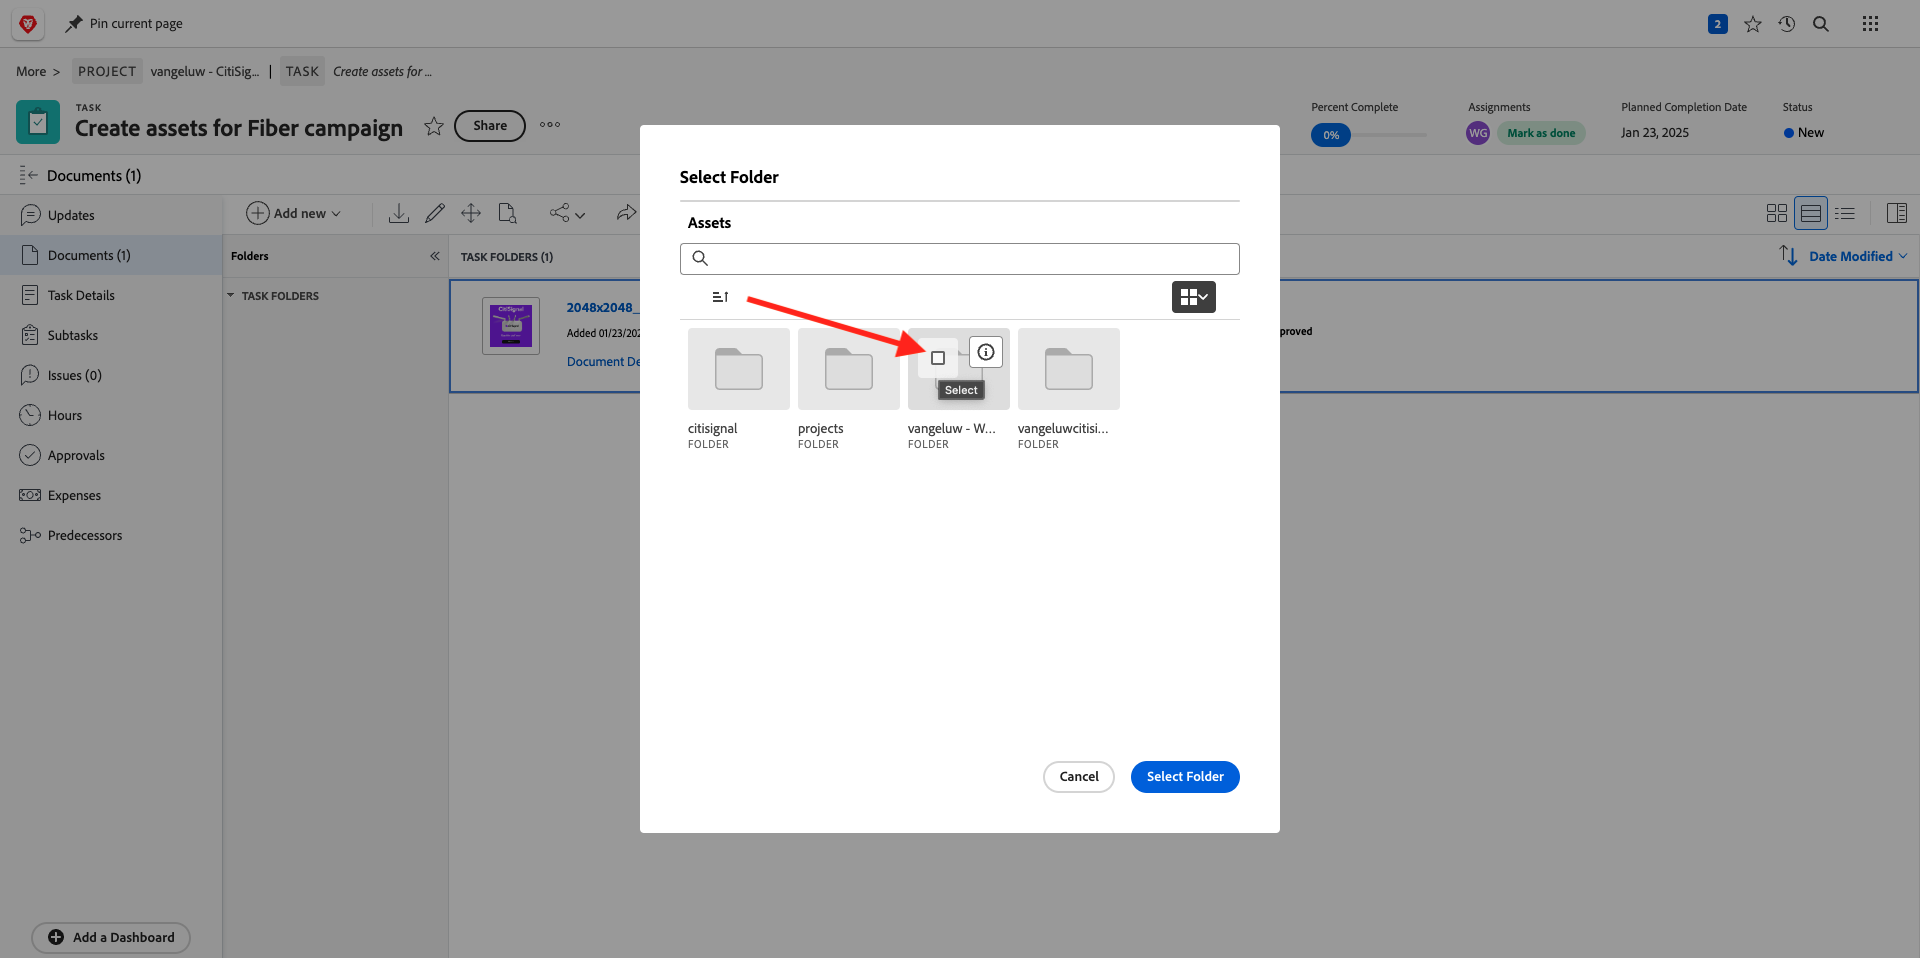 Pin current page
2
More >
PROJECT
vangeluw - CitiSig...
|
TASK
Create assets for ...
TASK
Create assets for Fiber campaign
Share
Percent Complete
0%
Assignments
WG
Mark as done
Planned Completion Date
Jan 23, 2025
Status
New
Documents (1)
Updates
Documents (1)
Task Details
Subtasks
Issues (0)
Hours
Approvals
Expenses
Predecessors
Add a Dashboard
Add new
Folders
TASK FOLDERS
TASK FOLDERS (1)
Date Modified
CitiSignal
2048x2048_
Added 01/23/202
Document De
proved
Select Folder
Assets
Select
citisignal
FOLDER
projects
FOLDER
vangeluw - W...
FOLDER
vangeluwcitisi...
FOLDER
Cancel
Select Folder